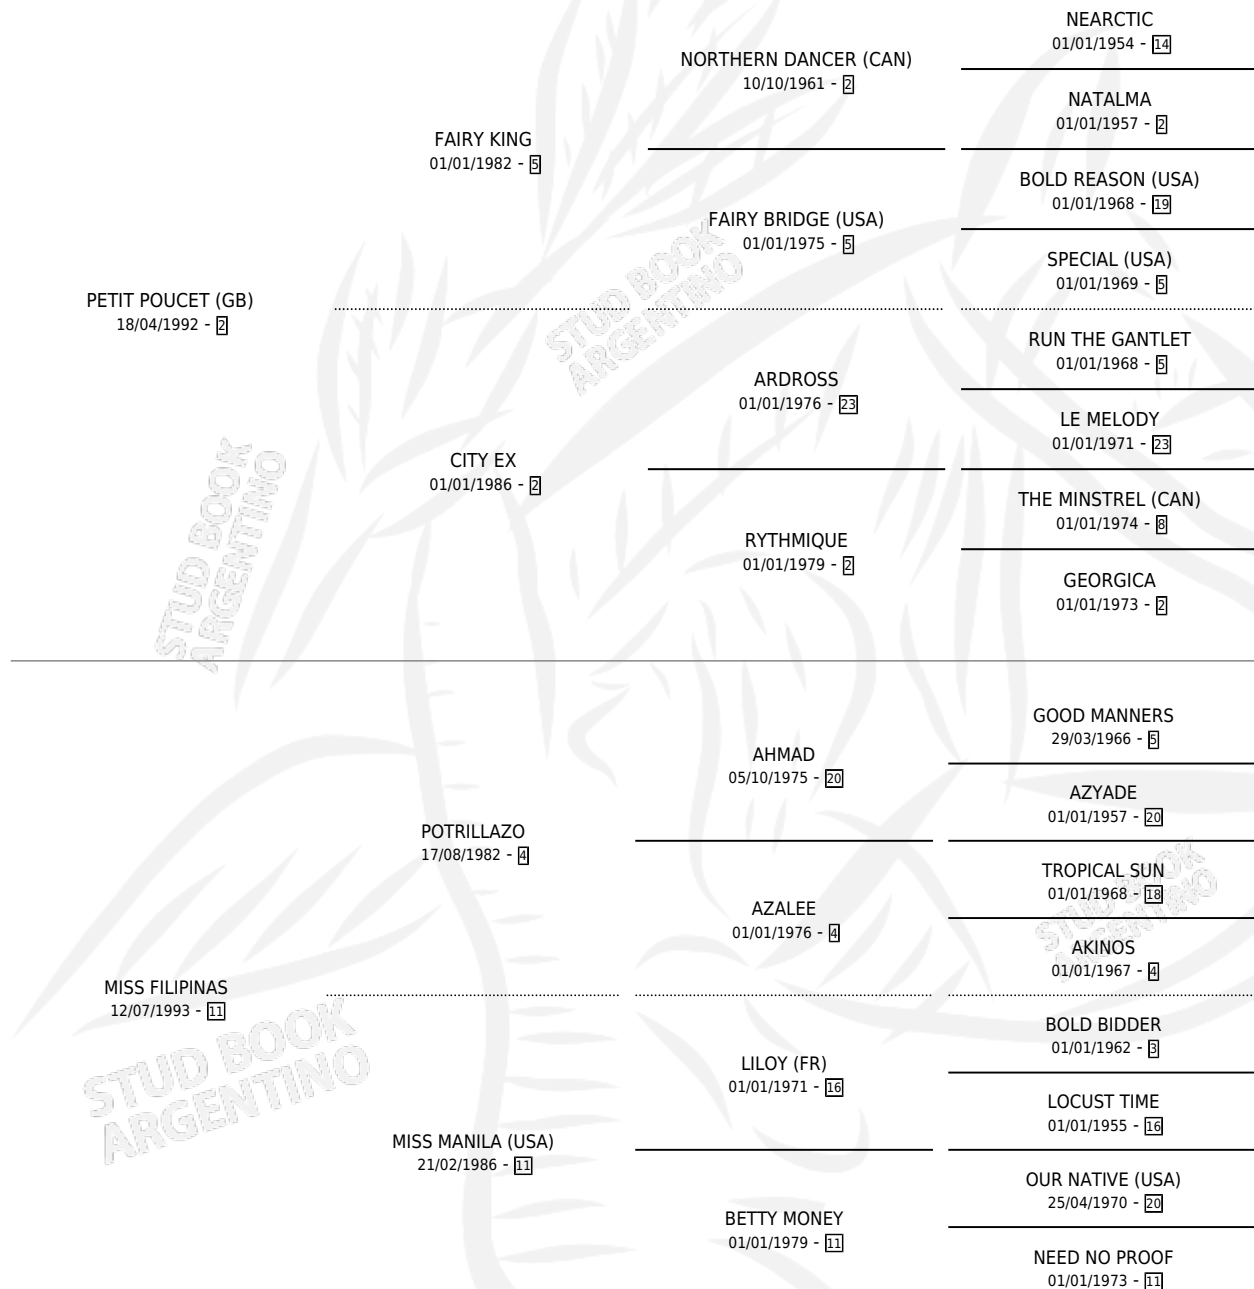 NEARCTIC
01/01/1954 - 14
NORTHERN DANCER (CAN)
10/10/1961 - 2
NATALMA
01/01/1957 - 2
FAIRY KING
01/01/1982 - 5
BOLD REASON (USA)
01/01/1968 - 19
FAIRY BRIDGE (USA)
01/01/1975 - 5
SPECIAL (USA)
01/01/1969 - 5
PETIT POUCET (GB)
18/04/1992 - 2
STUD BOOK
ARGENTINO
RUN THE GANTLET
01/01/1968 - 5
ARDROSS
01/01/1976 - 23
LE MELODY
01/01/1971 - 23
CITY EX
01/01/1986 - 2
THE MINSTREL (CAN)
01/01/1974 - 8
RYTHMIQUE
01/01/1979 - 2
GEORGICA
01/01/1973 - 2
STUD BOOK
ARGENTINO
GOOD MANNERS
29/03/1966 - 5
AHMAD
05/10/1975 - 20
AZYADE
01/01/1957 - 20
POTRILLAZO
17/08/1982 - 4
TROPICAL SUN
01/01/1968 - 18
AZALEE
01/01/1976 - 4
AKINOS
01/01/1967 - 4
STUD BOOK
ARGENTINO
MISS FILIPINAS
12/07/1993 - 11
BOLD BIDDER
01/01/1962 - 3
LILOY (FR)
01/01/1971 - 16
LOCUST TIME
01/01/1955 - 16
STUD BOOK
ARGENTINO
MISS MANILA (USA)
21/02/1986 - 11
OUR NATIVE (USA)
25/04/1970 - 20
BETTY MONEY
01/01/1979 - 11
NEED NO PROOF
01/01/1973 - 11